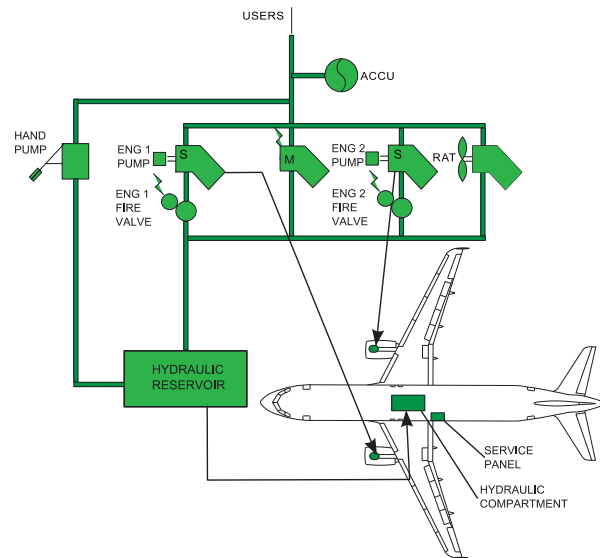 USERS
ACCU
HAND
PUMP
ENG 1
PUMP
S
M
ENG 2
PUMP
S
RAT
ENG 1
FIRE
VALVE
ENG 2
FIRE
VALVE
HYDRAULIC
RESERVOIR
SERVICE
PANEL
HYDRAULIC
COMPARTMENT